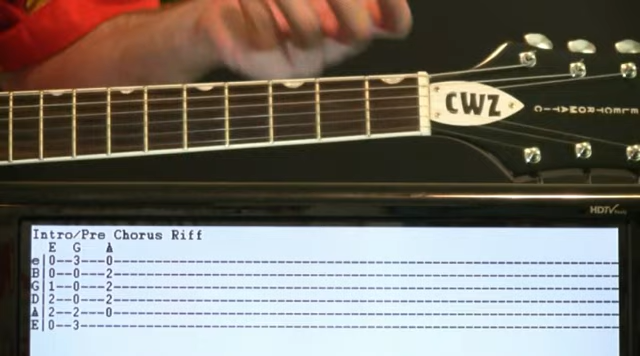 CWZ
ELECTROMATIC
HDTV
Intro/Pre Chorus Riff
E G A
e|0--3---0
B|0--0---2
G|1--0---2
D|2--0---2
A|2--2---0
E|0--3